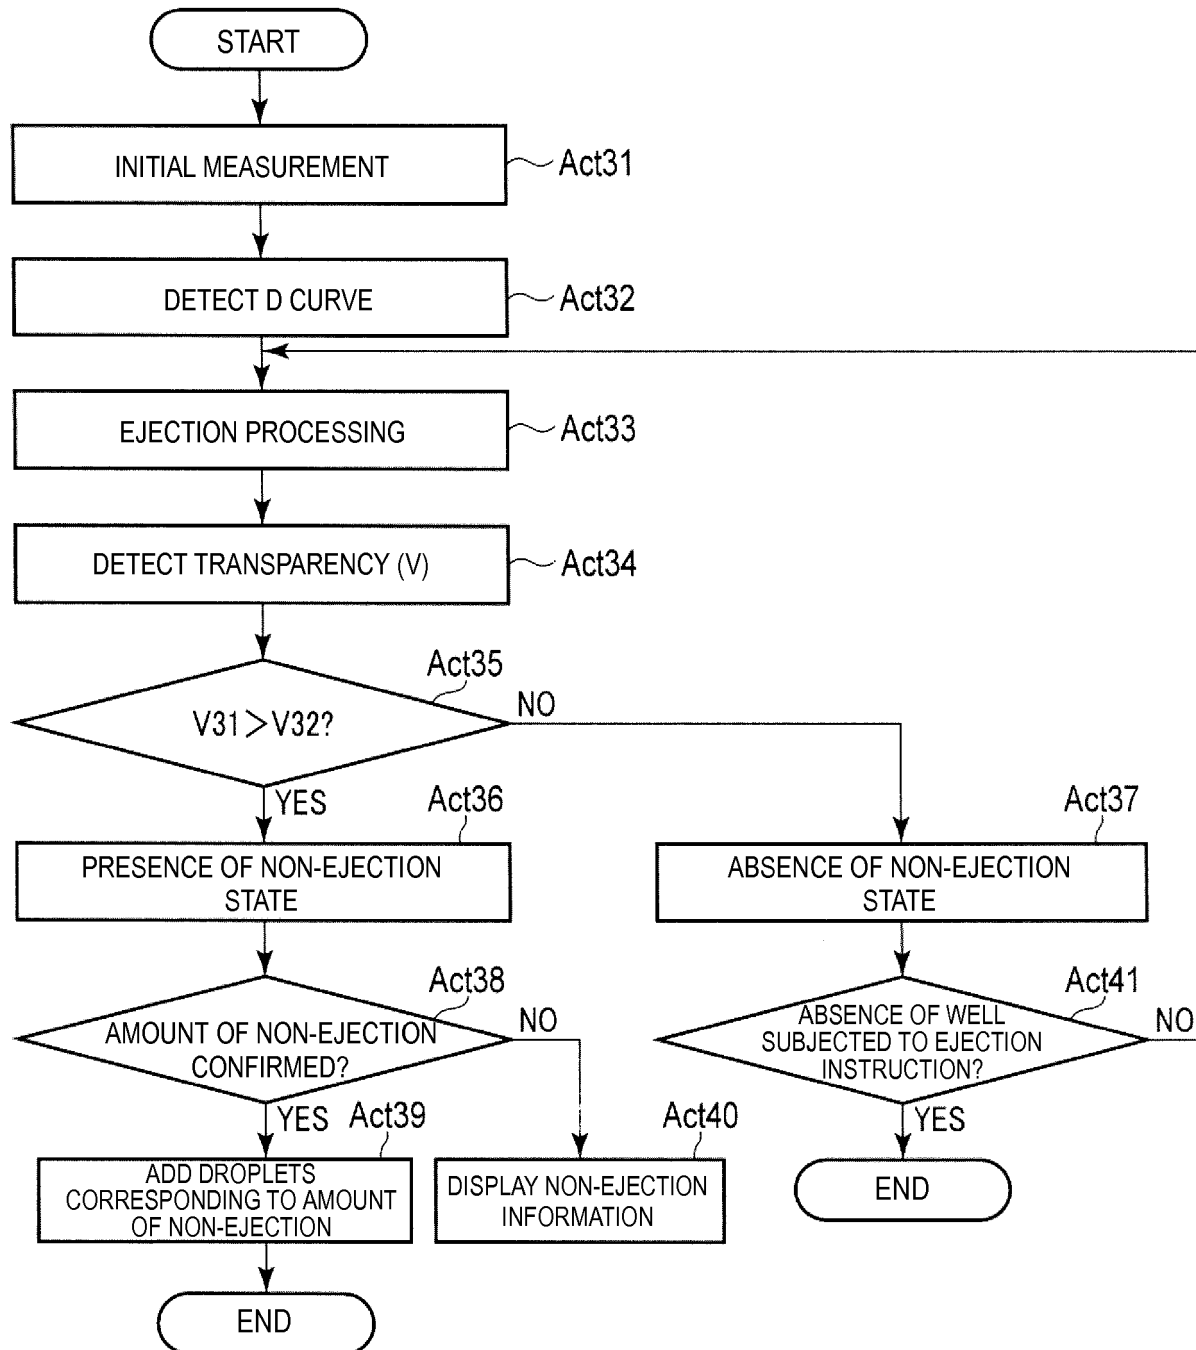 START
INITIAL MEASUREMENT
Act31
DETECT D CURVE
Act32
EJECTION PROCESSING
Act33
DETECT TRANSPARENCY (V)
Act34
Act35
V31>V32?
NO
YES
Act36
Act37
PRESENCE OF NON-EJECTION
STATE
ABSENCE OF NON-EJECTION
STATE
Act38
AMOUNT OF NON-EJECTION
CONFIRMED?
NO
Act41
ABSENCE OF WELL
SUBJECTED TO EJECTION
INSTRUCTION?
NO
YES
Act39
Act40
YES
ADD DROPLETS
CORRESPONDING TO AMOUNT
OF NON-EJECTION
DISPLAY NON-EJECTION
INFORMATION
END
END